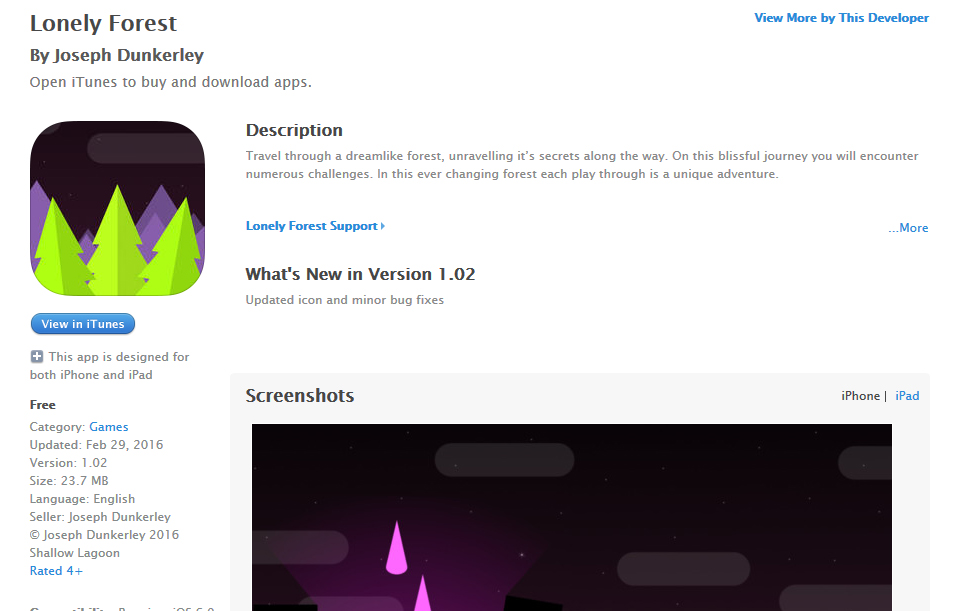 Lonely Forest
View More by This Developer
By Joseph Dunkerley
Open iTunes to buy and download apps.
Description
Travel through a dreamlike forest, unravelling it's secrets along the way. On this blissful journey you will encounter
numerous challenges. In this ever changing forest each play through is a unique adventure.
Lonely Forest Support
...More
What's New in Version 1.02
Updated icon and minor bug fixes
View in iTunes
This app is designed for
both iPhone and iPad
Free
Category: Games
Updated: Feb 29, 2016
Version: 1.02
Size: 23.7 MB
Language: English
Seller: Joseph Dunkerley
© Joseph Dunkerley 2016
Shallow Lagoon
Rated 4+
Screenshots
iPhone | iPad